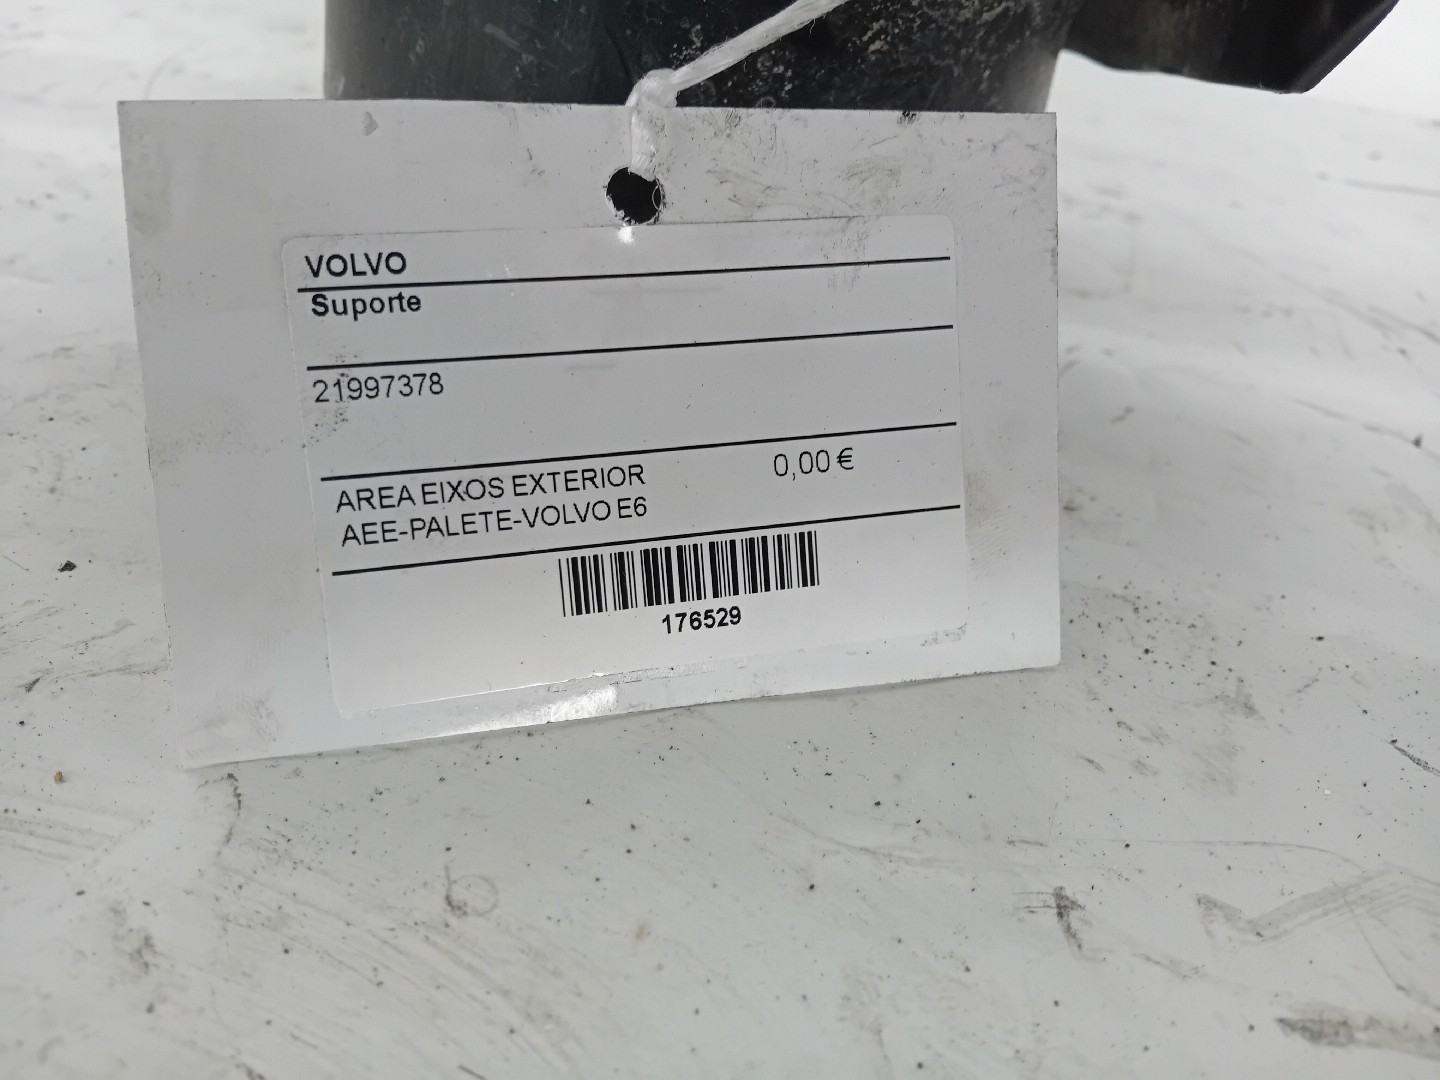 VOLVO
Suporte
21997378
AREA EIXOS EXTERIOR 0,00 €
AEE-PALETE-VOLVO E6
176529